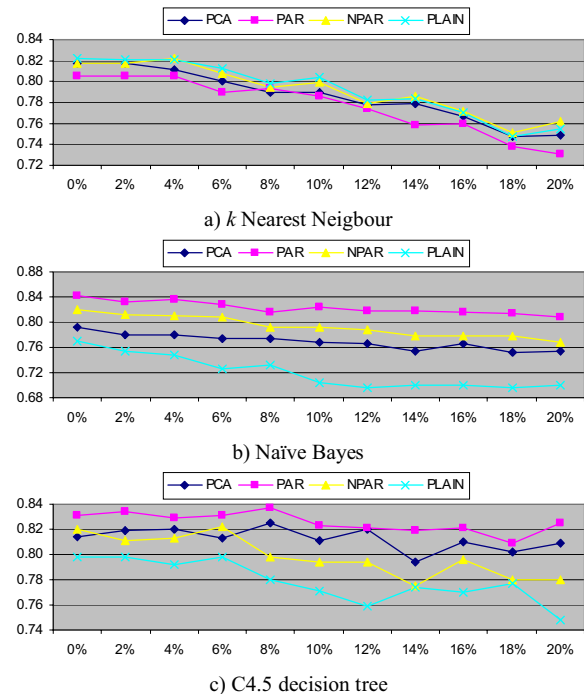 PCA PAR NPAR PLAIN
0.84
0.82
0.80
0.78
0.76
0.74
0.72
0% 2% 4% 6% 8% 10% 12% 14% 16% 18% 20%
a) k Nearest Neigbour
PCA PAR NPAR PLAIN
0.88
0.84
0.80
0.76
0.72
0.68
0% 2% 4% 6% 8% 10% 12% 14% 16% 18% 20%
b) Naïve Bayes
PCA PAR NPAR PLAIN
0.84
0.82
0.80
0.78
0.76
0.74
0% 2% 4% 6% 8% 10% 12% 14% 16% 18% 20%
c) C4.5 decision tree